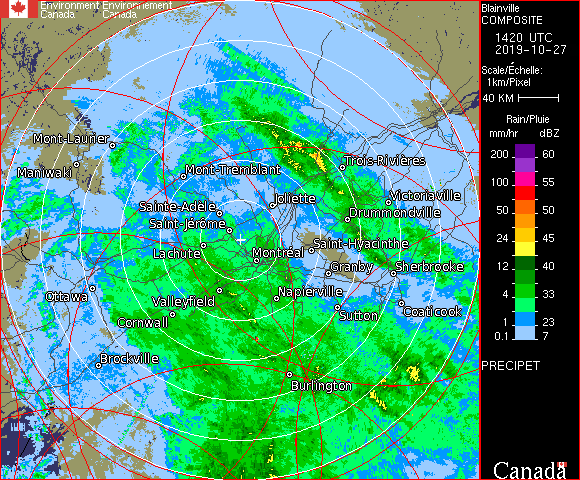 Environment Environnement
Canada Canada
Blainville
COMPOSITE
1420 UTC
2019-10-27
Scale/Échelle:
1km/Pixel
40 KM
Rain/Pluie
mm/hr dBZ
200 60
100 55
50 50
24 45
12 40
4 33
1 23
0.1 7
PRECIPET
Canada
Mont-Laurier
Maniwaki
Mont-Tremblant
Trois-Rivières
Joliette
Victoriaville
Sainte-Adele
Drummondville
Saint-Jérôme
Lachute
Montréal
Saint-Hyacinthe
Granby
Sherbrooke
Ottawa
Valleyfield
Napierville
Cornwall
Sutton
Coaticook
Brockville
Burlington